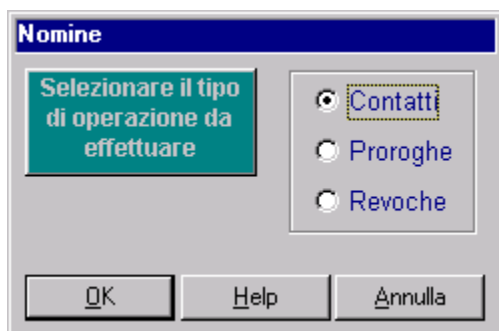 Nomine
Selezionare il tipo
di operazione da
effettuare
Contatti
Proroghe
Revoche
OK
Help
Annulla